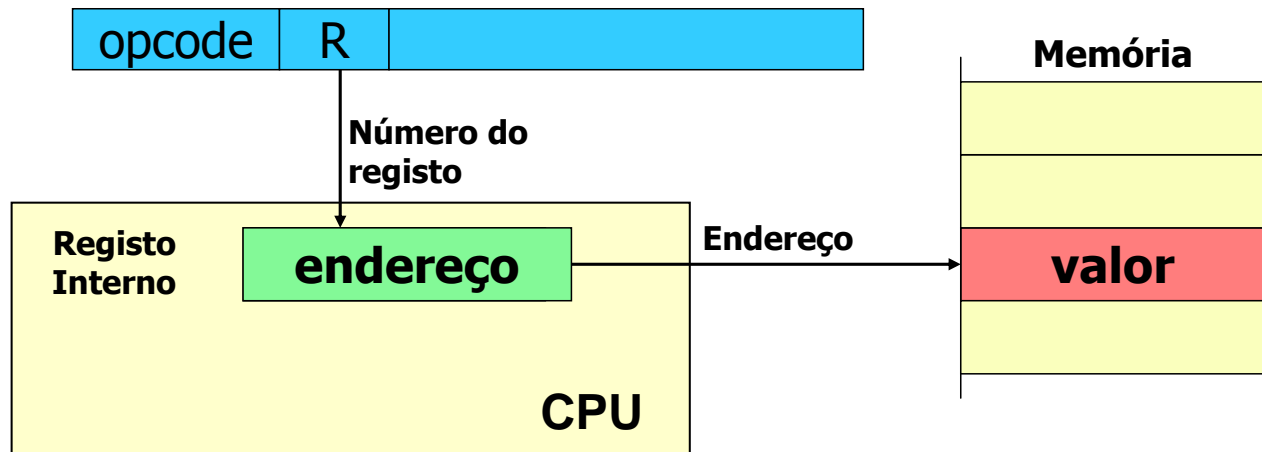 opcode R
Memória
Número do
registo
Registo
Interno
endereço
Endereço
valor
CPU